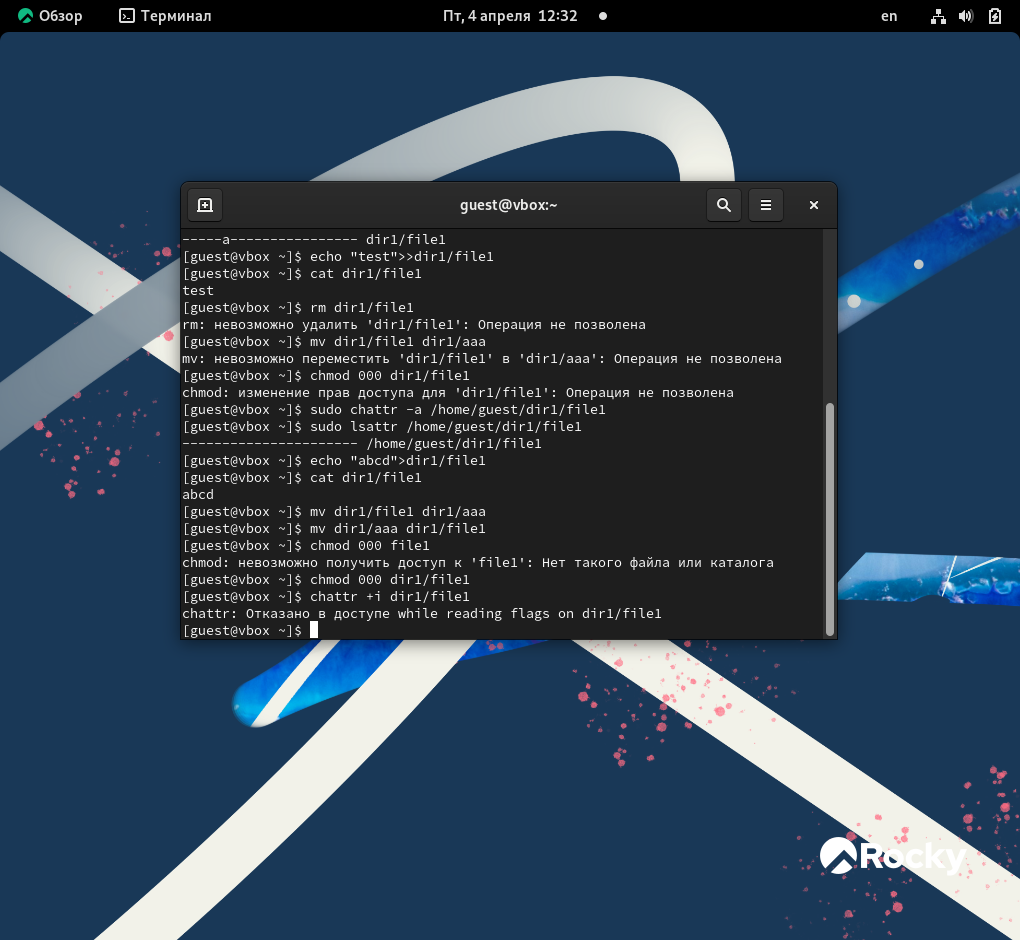 Обзор
Терминал
Пт, 4 апреля 12:32
en
guest@vbox:~
-----a---------------- dir1/file1
[guest@vbox ~]$ echo "test">>dir1/file1
[guest@vbox ~]$ cat dir1/file1
test
[guest@vbox ~]$ rm dir1/file1
rm: невозможно удалить 'dir1/file1': Операция не позволена
[guest@vbox ~]$ mv dir1/file1 dir1/aaa
mv: невозможно переместить 'dir1/file1' в 'dir1/aaa': Операция не позволена
[guest@vbox ~]$ chmod 000 dir1/file1
chmod: изменение прав доступа для 'dir1/file1': Операция не позволена
[guest@vbox ~]$ sudo chattr -a /home/guest/dir1/file1
[guest@vbox ~]$ sudo lsattr /home/guest/dir1/file1
---------------------- /home/guest/dir1/file1
[guest@vbox ~]$ echo "abcd">dir1/file1
[guest@vbox ~]$ cat dir1/file1
abcd
[guest@vbox ~]$ mv dir1/file1 dir1/aaa
[guest@vbox ~]$ mv dir1/aaa dir1/file1
[guest@vbox ~]$ chmod 000 file1
chmod: невозможно получить доступ к 'file1': Нет такого файла или каталога
[guest@vbox ~]$ chmod 000 dir1/file1
[guest@vbox ~]$ chattr +i dir1/file1
chattr: Отказано в доступе while reading flags on dir1/file1
[guest@vbox ~]$
Rocky